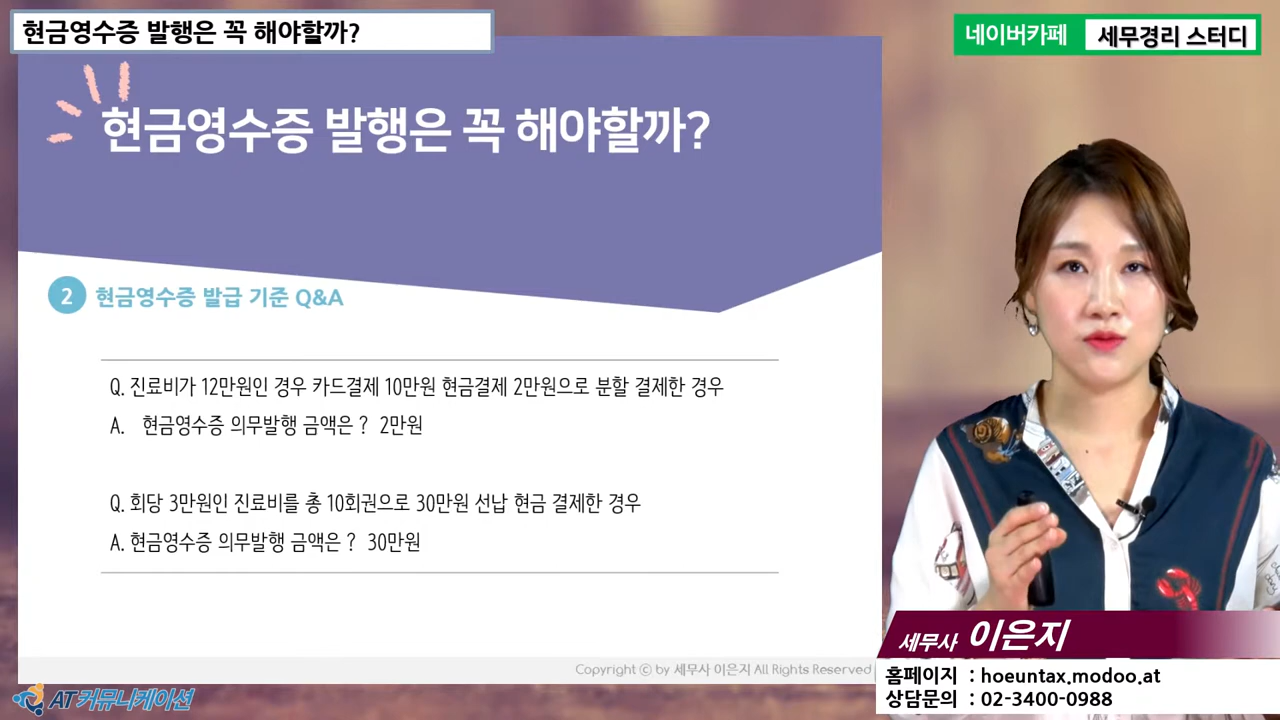 현금영수증 발행은 꼭 해야할까?
네이버카페 세무경리 스터디
현금영수증 발행은 꼭 해야할까?
2 현금영수증 발급 기준 Q&A
Q. 진료비가 12만원인 경우 카드결제 10만원 현금결제 2만원으로 분할 결제한 경우
A. 현금영수증 의무발행 금액은 ? 2만원
Q. 회당 3만원인 진료비를 총 10회권으로 30만원 선납 현금 결제한 경우
A. 현금영수증 의무발행 금액은 ? 30만원
Copyright ⓒ by 세무사 이은지 All Rights Reserved
세무사 이은지
홈페이지 : hoeuntax.modoo.at
상담문의 : 02-3400-0988
AT커뮤니케이션